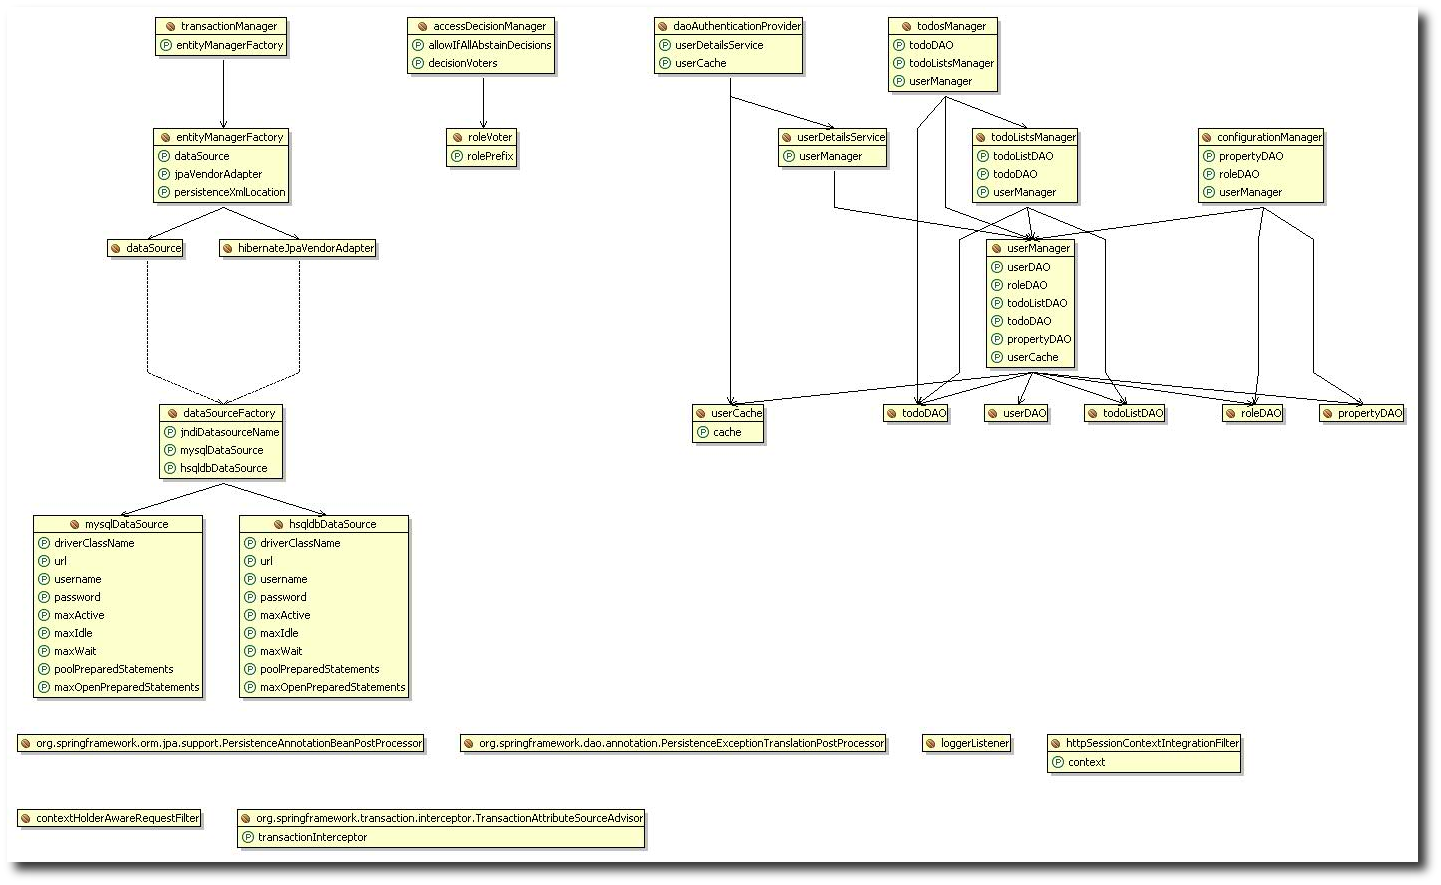 transactionManager
entityManagerFactory
accessDecisionManager
allowIfAllAbstainDecisions
decisionVoters
daoAuthenticationProvider
userDetailsService
userCache
todosManager
todoDAO
todoListsManager
userManager
entityManagerFactory
dataSource
jpaVendorAdapter
persistenceXmlLocation
roleVoter
rolePrefix
userDetailsService
userManager
todoListsManager
todoListDAO
todoDAO
userManager
configurationManager
propertyDAO
roleDAO
userManager
dataSource
hibernateJpaVendorAdapter
userManager
userDAO
roleDAO
todoListDAO
todoDAO
propertyDAO
userCache
dataSourceFactory
jndiDatasourceName
mysqlDataSource
hsqldbDataSource
userCache
cache
todoDAO
userDAO
todoListDAO
roleDAO
propertyDAO
mysqlDataSource
driverClassName
url
username
password
maxActive
maxIdle
maxWait
poolPreparedStatements
maxOpenPreparedStatements
hsqldbDataSource
driverClassName
url
username
password
maxActive
maxIdle
maxWait
poolPreparedStatements
maxOpenPreparedStatements
org.springframework.orm.jpa.support.PersistenceAnnotationBeanPostProcessor
org.springframework.dao.annotation.PersistenceExceptionTranslationPostProcessor
loggerListener
httpSessionContextIntegrationFilter
context
contextHolderAwareRequestFilter
org.springframework.transaction.interceptor.TransactionAttributeSourceAdvisor
transactionInterceptor